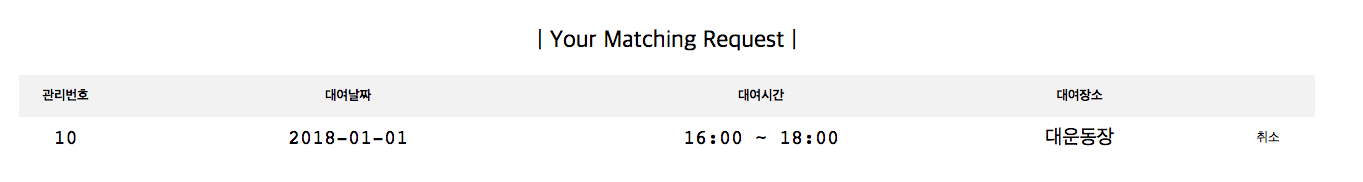 | Your Matching Request |
관리번호 대여날짜 대여시간 대여장소
10 2018-01-01 16:00 ~ 18:00 대운동장 취소